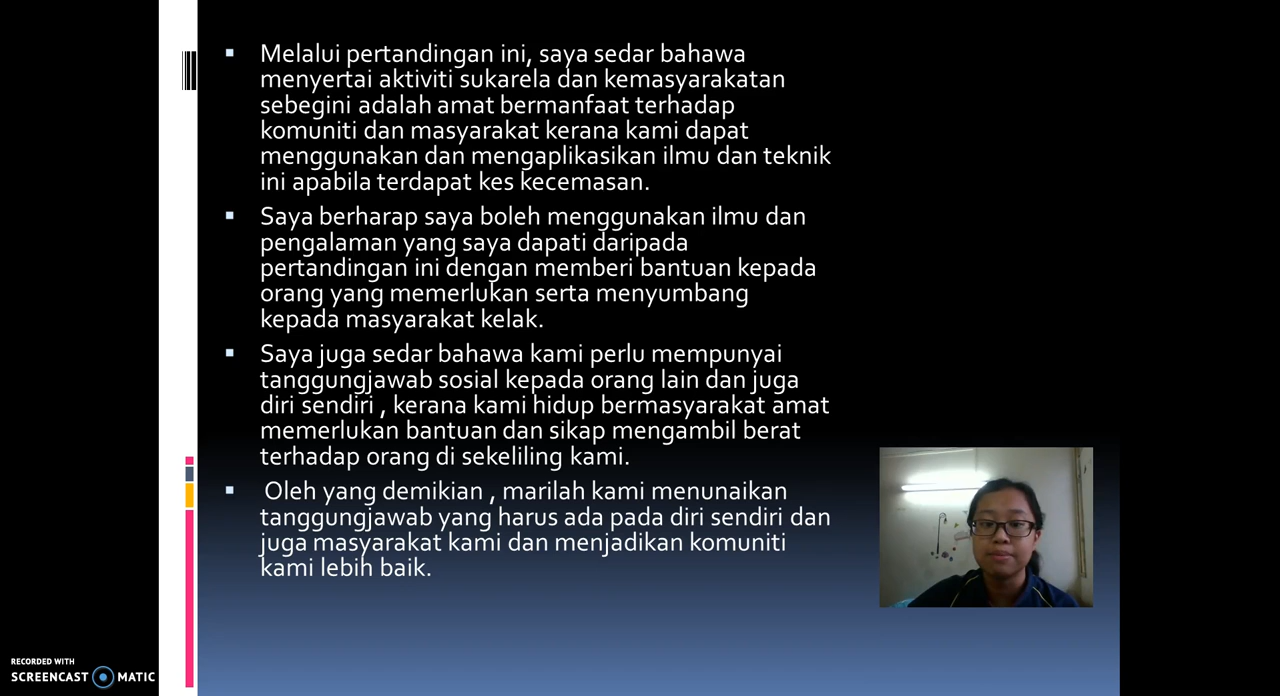 Melalui pertandingan ini, saya sedar bahawa
menyertai aktiviti sukarela dan kemasyarakatan
sebegini adalah amat bermanfaat terhadap
komuniti dan masyarakat kerana kami dapat
menggunakan dan mengaplikasikan ilmu dan teknik
ini apabila terdapat kes kecemasan.
Saya berharap saya boleh menggunakan ilmu dan
pengalaman yang saya dapati daripada
pertandingan ini dengan memberi bantuan kepada
orang yang memerlukan serta menyumbang
kepada masyarakat kelak.
Saya juga sedar bahawa kami perlu mempunyai
tanggungjawab sosial kepada orang lain dan juga
diri sendiri , kerana kami hidup bermasyarakat amat
memerlukan bantuan dan sikap mengambil berat
terhadap orang di sekeliling kami.
Oleh yang demikian , marilah kami menunaikan
tanggungjawab yang harus ada pada diri sendiri dan
juga masyarakat kami dan menjadikan komuniti
kami lebih baik.
RECORDED WITH
SCREENCAST MATIC